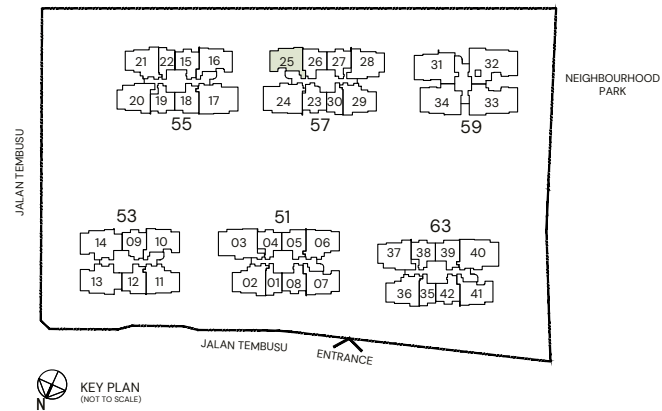 21 22 15 16
20 19 18 17
55
25 26 27 28
24 23 30 29
57
31 32
34 33
59
NEIGHBOURHOOD
PARK
JALAN TEMBUSU
53
14 09 10
13 12 11
51
03 04 05 06
02 01 08 07
63
37 38 39 40
36 35 42 41
JALAN TEMBUSU
ENTRANCE
N
KEY PLAN
(NOT TO SCALE)